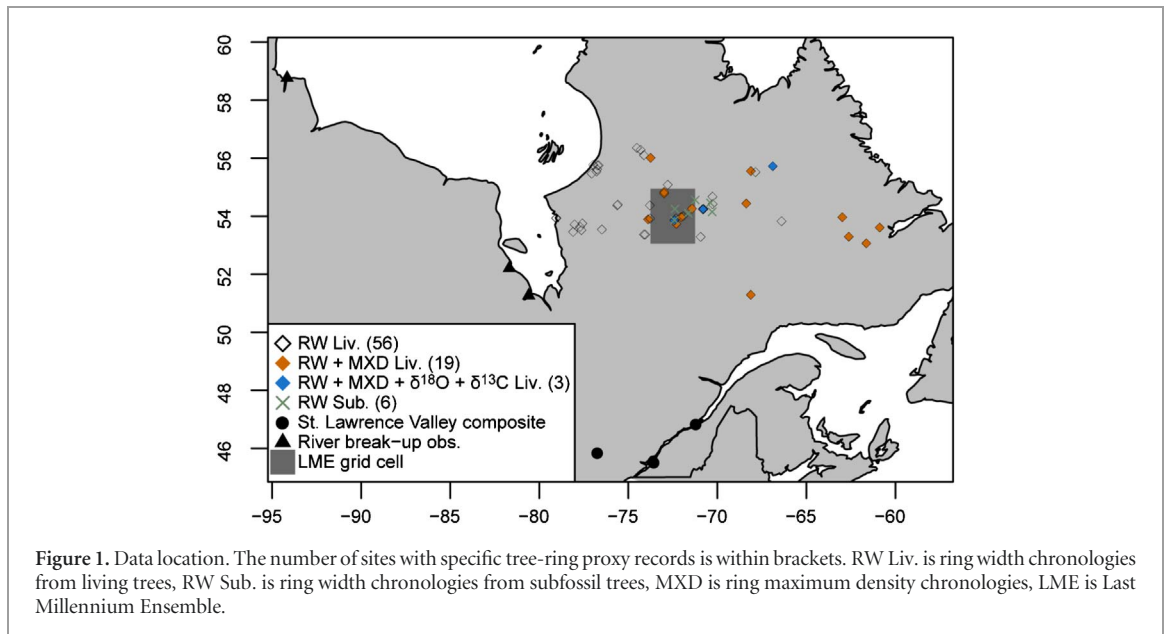 60
58
56
54
52
50
48
46
RW Liv. (56)
RW + MXD Liv. (19)
RW + MXD + δ¹⁸O + δ¹³C Liv. (3)
RW Sub. (6)
St. Lawrence Valley composite
River break−up obs.
LME grid cell
−95 −90 −85 −80 −75 −70 −65 −60
Figure 1. Data location. The number of sites with specific tree-ring proxy records is within brackets. RW Liv. is ring width chronologies
from living trees, RW Sub. is ring width chronologies from subfossil trees, MXD is ring maximum density chronologies, LME is Last
Millennium Ensemble.